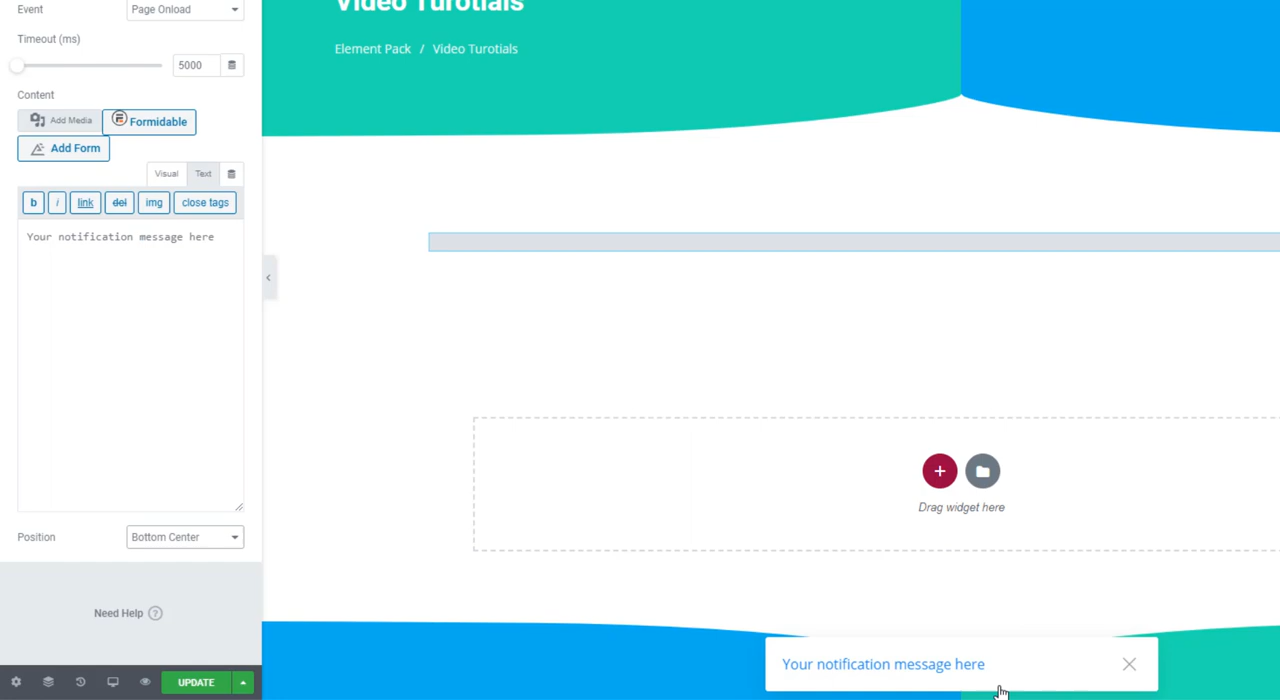 Event
Page Onload
Video Turotials
Timeout (ms)
Element Pack / Video Turotials
5000
Content
Add Media
Formidable
Add Form
Visual
Text
b
i
link
del
img
close tags
Your notification message here
Drag widget here
Position
Bottom Center
Need Help ?
Your notification message here
UPDATE